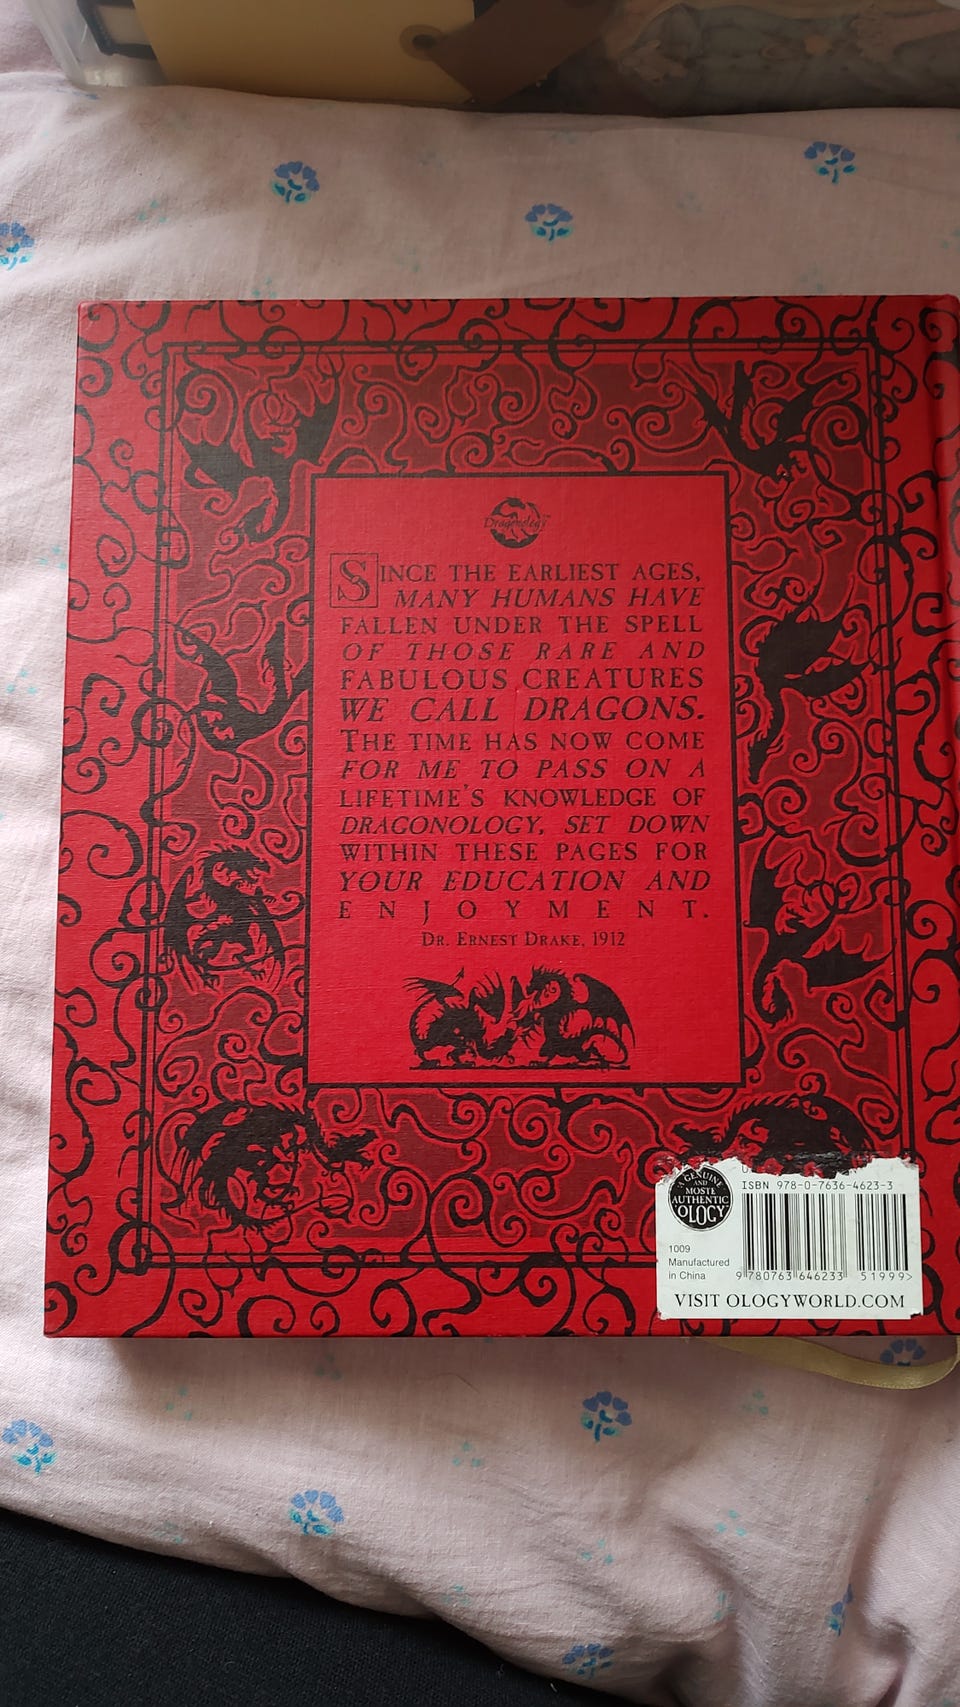 Dragonology™
SINCE THE EARLIEST AGES,
MANY HUMANS HAVE
FALLEN UNDER THE SPELL
OF THOSE RARE AND
FABULOUS CREATURES
WE CALL DRAGONS.
THE TIME HAS NOW COME
FOR ME TO PASS ON A
LIFETIME'S KNOWLEDGE OF
DRAGONOLOGY, SET DOWN
WITHIN THESE PAGES FOR
YOUR EDUCATION AND
ENJOYMENT.
DR. ERNEST DRAKE, 1912
ISBN 978-0-7636-4623-3
A GENUINE
AND
MOSTE
AUTHENTIC
'OLOGY
1009
Manufactured
in China
9 780763 646233 51999>
VISIT OLOGYWORLD.COM